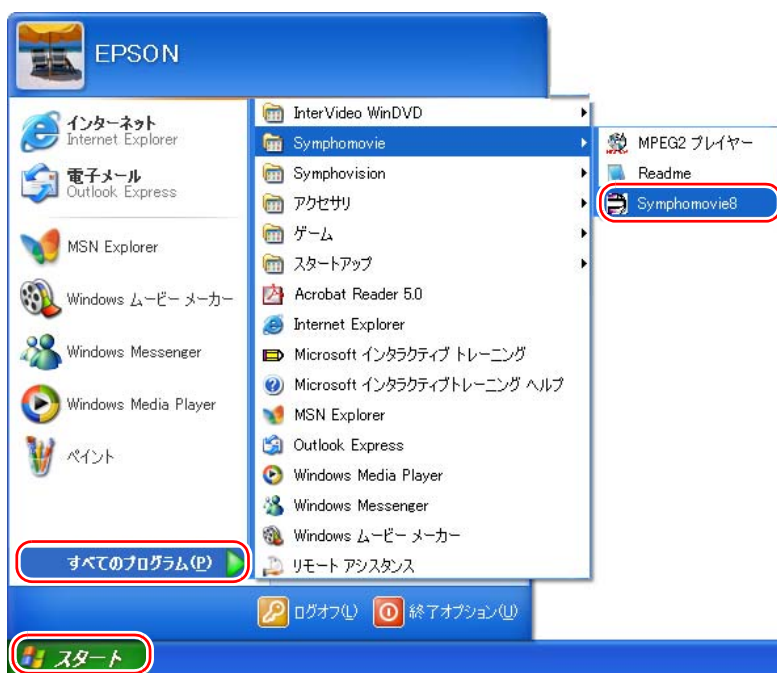 EPSON
インターネット
Internet Explorer
電子メール
Outlook Express
MSN Explorer
Windows ムービー メーカー
Windows Messenger
Windows Media Player
ペイント
すべてのプログラム(P)
InterVideo WinDVD
Symphomovie
Symphovision
アクセサリ
ゲーム
スタートアップ
Acrobat Reader 5.0
Internet Explorer
Microsoft インタラクティブ トレーニング
Microsoft インタラクティブトレーニング ヘルプ
MSN Explorer
Outlook Express
Windows Media Player
Windows Messenger
Windows ムービー メーカー
リモート アシスタンス
MPEG2 プレイヤー
Readme
Symphomovie8
ログオフ(L)
終了オプション(U)
スタート